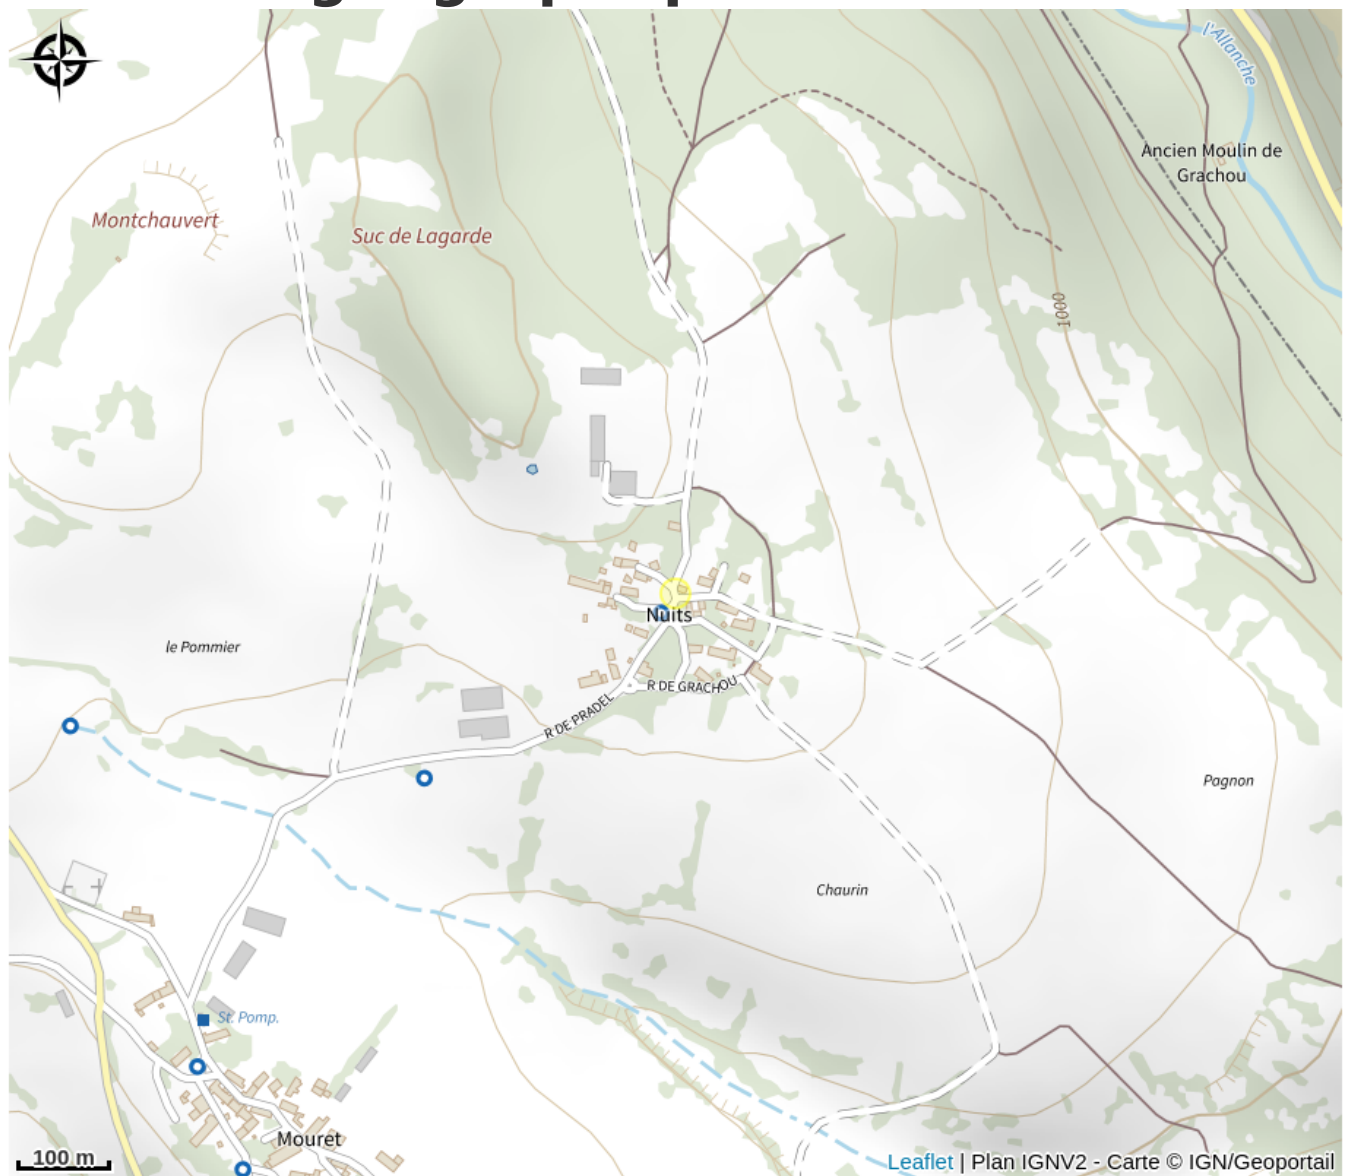 l'Allanche
Ancien Moulin de
Grachou
Montchauvert
Suc de Lagarde
1000
Nuits
le Pommier
R DE GRACHOU
R DE PRADEL
Pagnon
Chaurin
St. Pomp.
Mouret
100 m
Leaflet | Plan IGNV2 - Carte © IGN/Geoportail